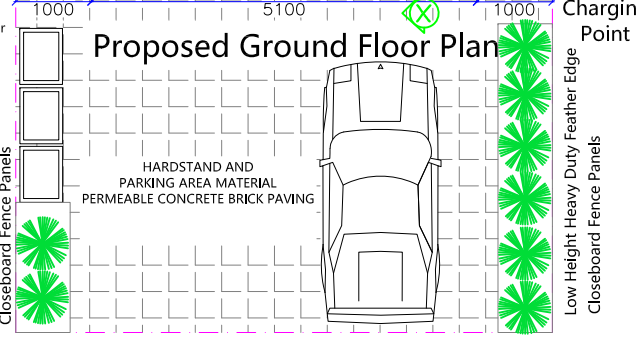 1000
5100
1000
Chargin
Point
r
Proposed Ground Floor Plan
HARDSTAND AND
PARKING AREA MATERIAL
PERMEABLE CONCRETE BRICK PAVING
Closeboard Fence Panels
Low Height Heavy Duty Feather Edge
Closeboard Fence Panels